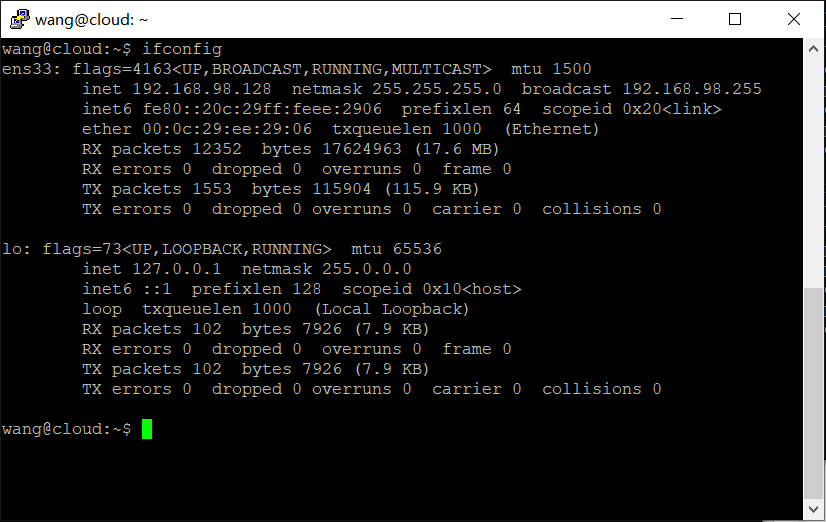 wang@cloud: ~
wang@cloud:~$ ifconfig
ens33: flags=4163<UP,BROADCAST,RUNNING,MULTICAST>  mtu 1500
        inet 192.168.98.128  netmask 255.255.255.0  broadcast 192.168.98.255
        inet6 fe80::20c:29ff:feee:2906  prefixlen 64  scopeid 0x20<link>
        ether 00:0c:29:ee:29:06  txqueuelen 1000  (Ethernet)
        RX packets 12352  bytes 17624963 (17.6 MB)
        RX errors 0  dropped 0  overruns 0  frame 0
        TX packets 1553  bytes 115904 (115.9 KB)
        TX errors 0  dropped 0 overruns 0  carrier 0  collisions 0
lo: flags=73<UP,LOOPBACK,RUNNING>  mtu 65536
        inet 127.0.0.1  netmask 255.0.0.0
        inet6 ::1  prefixlen 128  scopeid 0x10<host>
        loop  txqueuelen 1000  (Local Loopback)
        RX packets 102  bytes 7926 (7.9 KB)
        RX errors 0  dropped 0  overruns 0  frame 0
        TX packets 102  bytes 7926 (7.9 KB)
        TX errors 0  dropped 0 overruns 0  carrier 0  collisions 0
wang@cloud:~$